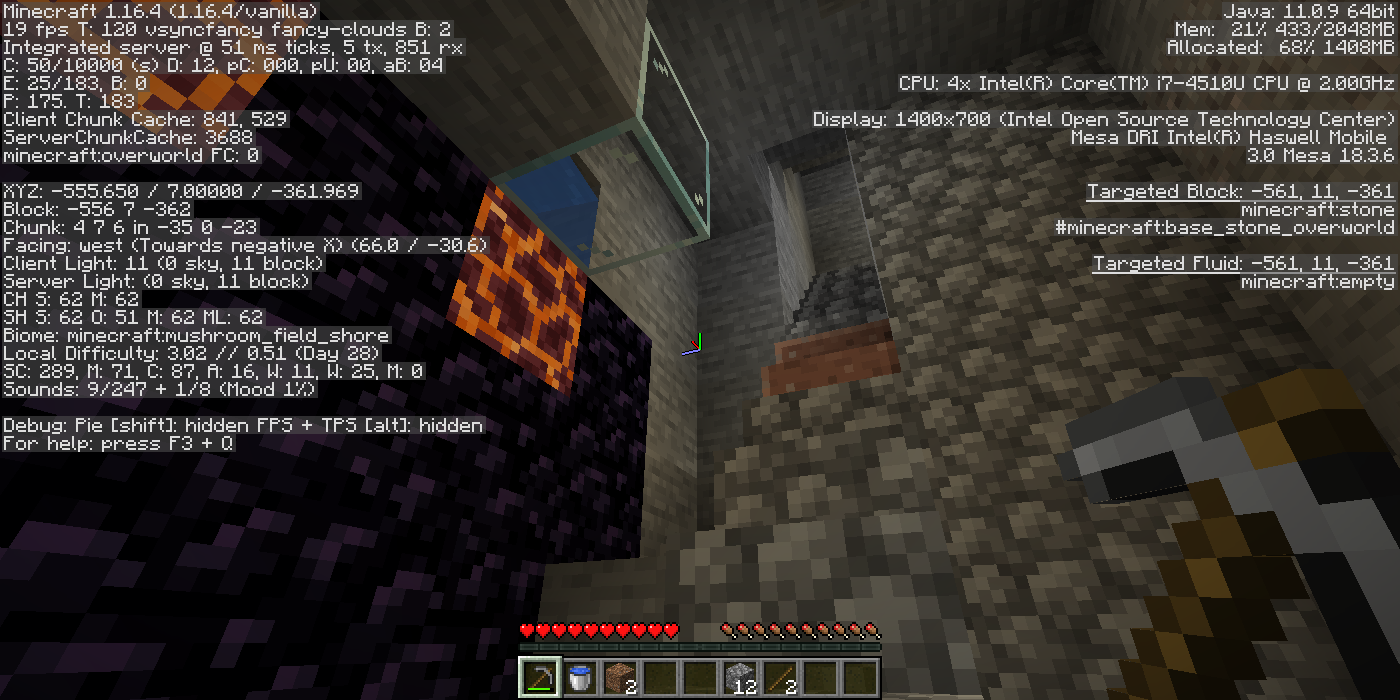 Minecraft 1.16.4 (1.16.4/vanilla)
19 fps T: 120 vsyncfancy fancy-clouds B: 2
Integrated server @ 51 ms ticks, 5 tx, 851 rx
C: 50/10000 (s) D: 12, pC: 000, pU: 00, aB: 04
E: 25/183, B: 0
P: 175. T: 183
Client Chunk Cache: 841, 529
ServerChunkCache: 3688
minecraft:overworld FC: 0
XYZ: -555.650 / 7.00000 / -361.969
Block: -556 7 -362
Chunk: 4 7 6 in -35 0 -23
Facing: west (Towards negative X) (66.0 / -30.6)
Client Light: 11 (0 sky, 11 block)
Server Light: (0 sky, 11 block)
CH S: 62 M: 62
SH S: 62 O: 51 M: 62 ML: 62
Biome: minecraft:mushroom_field_shore
Local Difficulty: 3.02 // 0.51 (Day 28)
SC: 289, M: 71, C: 87, A: 16, W: 11, W: 25, M: 0
Sounds: 9/247 + 1/8 (Mood 1%)
Debug: Pie [shift]: hidden FPS + TPS [alt]: hidden
For help: press F3 + Q
Java: 11.0.9 64bit
Mem: 21% 433/2048MB
Allocated: 68% 1408MB
CPU: 4x Intel(R) Core(TM) i7-4510U CPU @ 2.00GHz
Display: 1400x700 (Intel Open Source Technology Center)
Mesa DRI Intel(R) Haswell Mobile
3.0 Mesa 18.3.6
Targeted Block: -561, 11, -361
minecraft:stone
#minecraft:base_stone_overworld
Targeted Fluid: -561, 11, -361
minecraft:empty
2
12
2